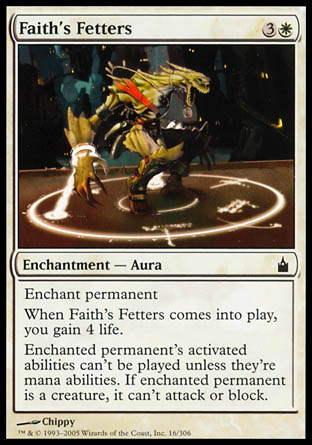 Faith's Fetters 3
Enchantment — Aura
Enchant permanent
When Faith's Fetters comes into play,
you gain 4 life.
Enchanted permanent's activated
abilities can't be played unless they're
mana abilities. If enchanted permanent
is a creature, it can't attack or block.
Chippy
™ & © 1993–2005 Wizards of the Coast, Inc. 16/306